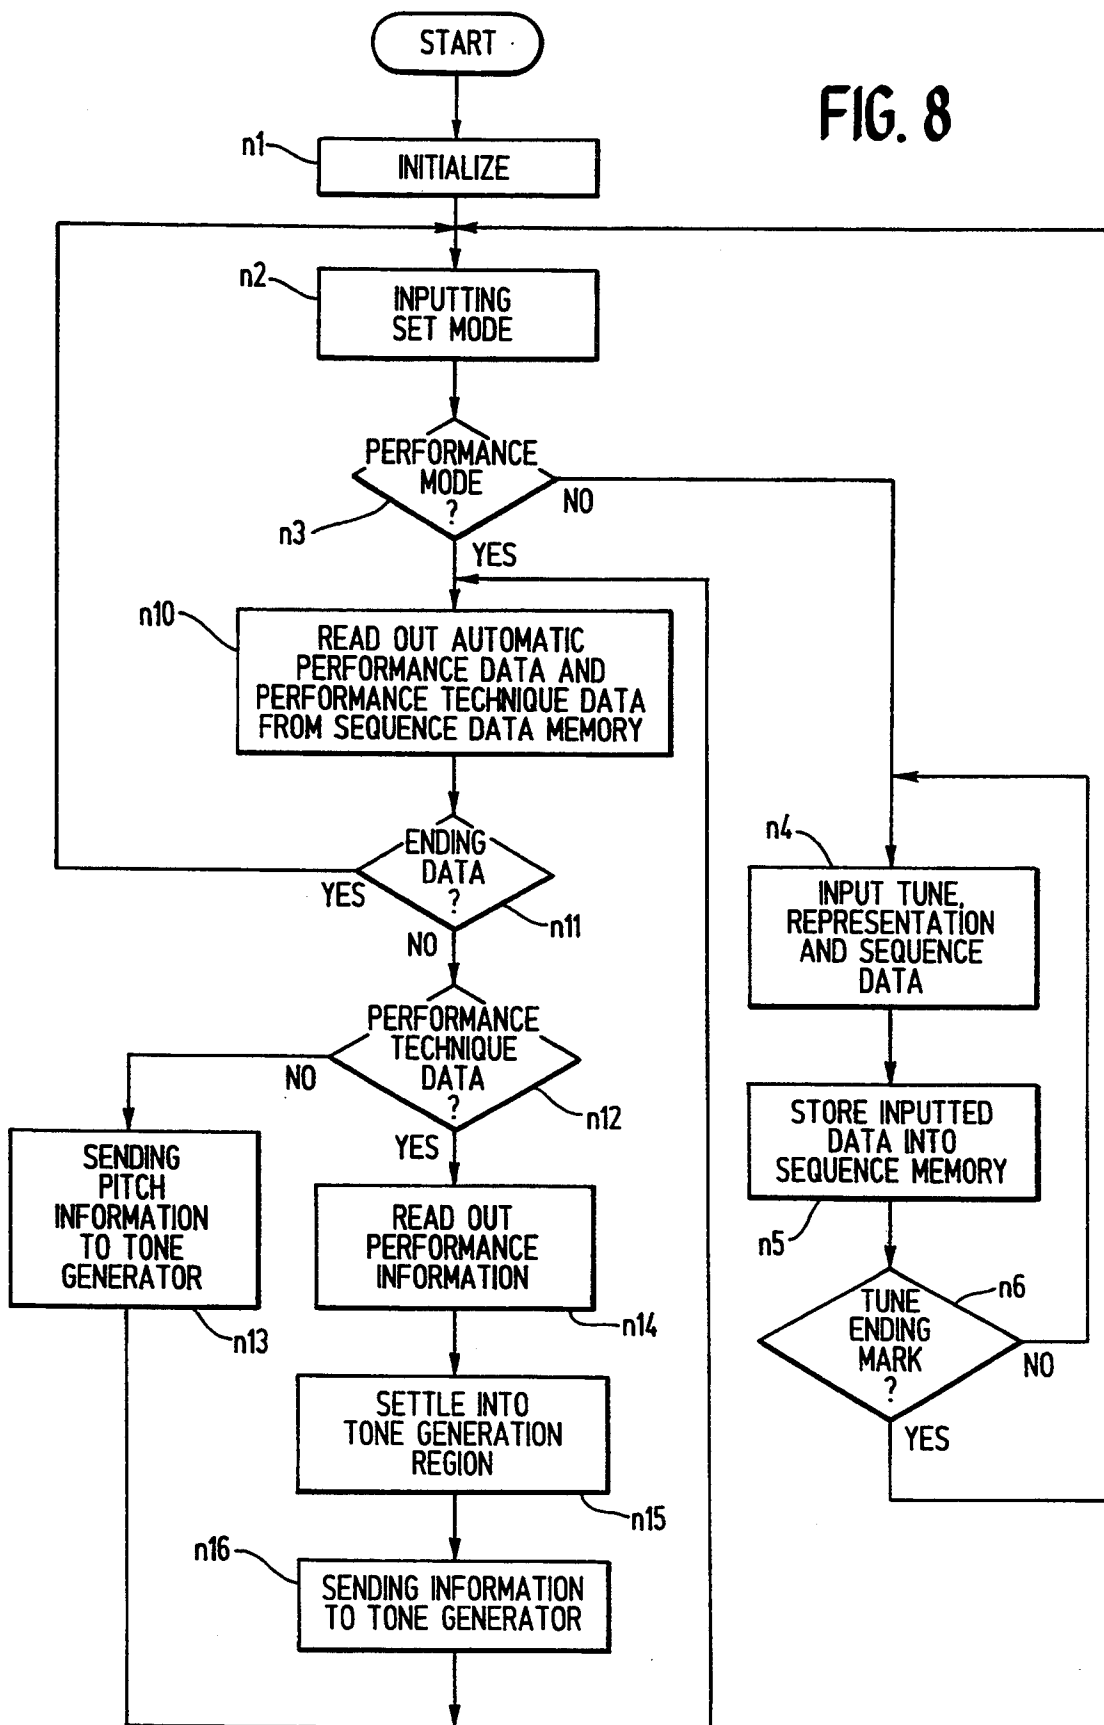 START
FIG. 8
n1
INITIALIZE
n2
INPUTTING
SET MODE
PERFORMANCE
MODE
?
NO
n3
YES
n10
READ OUT AUTOMATIC
PERFORMANCE DATA AND
PERFORMANCE TECHNIQUE DATA
FROM SEQUENCE DATA MEMORY
ENDING
DATA
?
YES
n11
NO
n4
INPUT TUNE,
REPRESENTATION
AND SEQUENCE
DATA
PERFORMANCE
TECHNIQUE
DATA
?
NO
n12
YES
STORE INPUTTED
DATA INTO
SEQUENCE MEMORY
n5
SENDING
PITCH
INFORMATION
TO TONE
GENERATOR
n13
READ OUT
PERFORMANCE
INFORMATION
n14
n6
TUNE
ENDING
MARK
?
NO
YES
SETTLE INTO
TONE GENERATION
REGION
n15
n16
SENDING INFORMATION
TO TONE GENERATOR